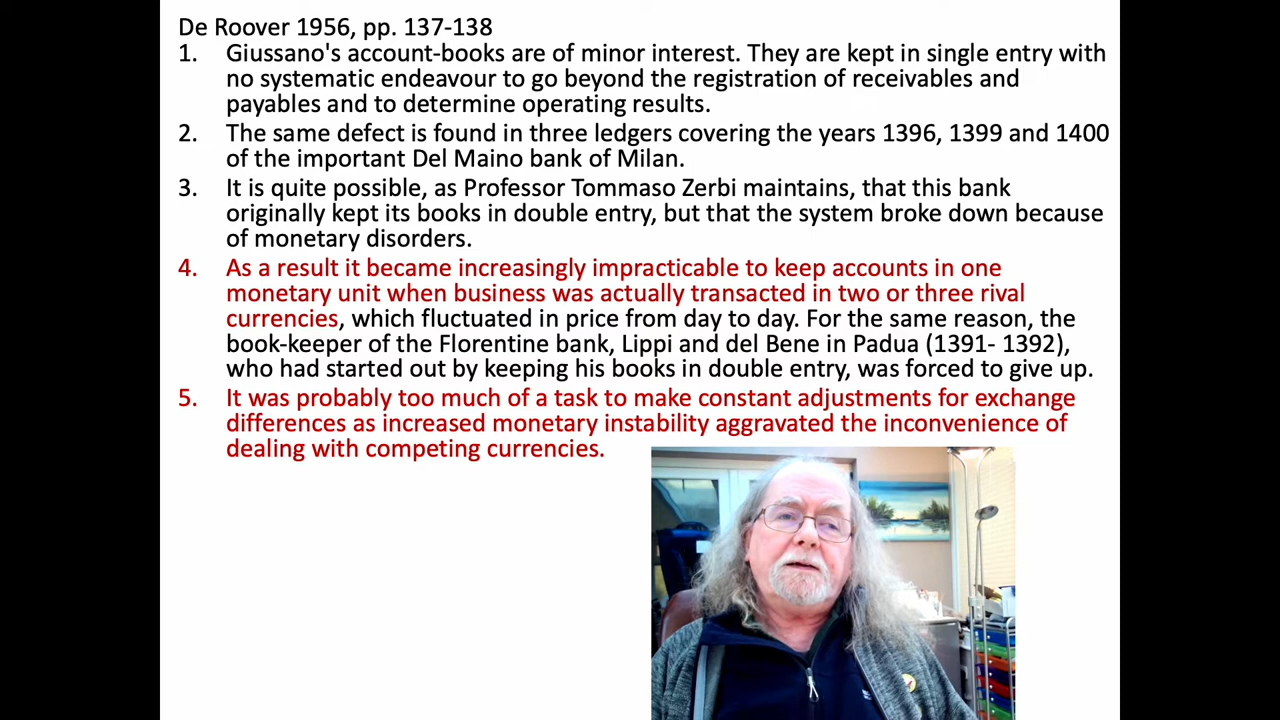 De Roover 1956, pp. 137-138
1. Giussano's account-books are of minor interest. They are kept in single entry with
no systematic endeavour to go beyond the registration of receivables and
payables and to determine operating results.
2. The same defect is found in three ledgers covering the years 1396, 1399 and 1400
of the important Del Maino bank of Milan.
3. It is quite possible, as Professor Tommaso Zerbi maintains, that this bank
originally kept its books in double entry, but that the system broke down because
of monetary disorders.
4. As a result it became increasingly impracticable to keep accounts in one
monetary unit when business was actually transacted in two or three rival
currencies, which fluctuated in price from day to day. For the same reason, the
book-keeper of the Florentine bank, Lippi and del Bene in Padua (1391- 1392),
who had started out by keeping his books in double entry, was forced to give up.
5. It was probably too much of a task to make constant adjustments for exchange
differences as increased monetary instability aggravated the inconvenience of
dealing with competing currencies.